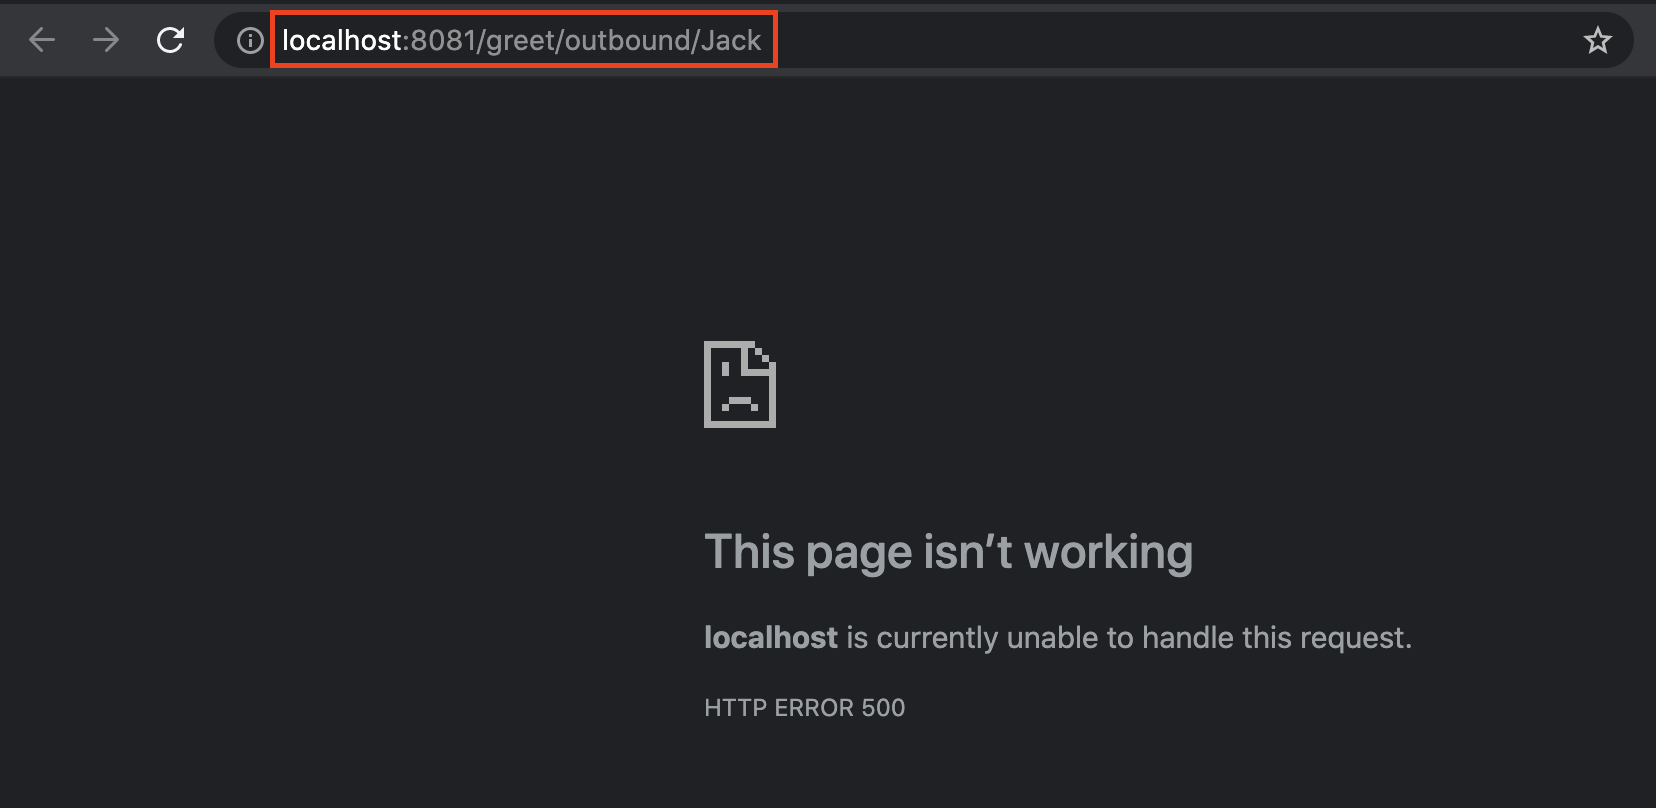 localhost:8081/greet/outbound/Jack
This page isn’t working
localhost is currently unable to handle this request.
HTTP ERROR 500